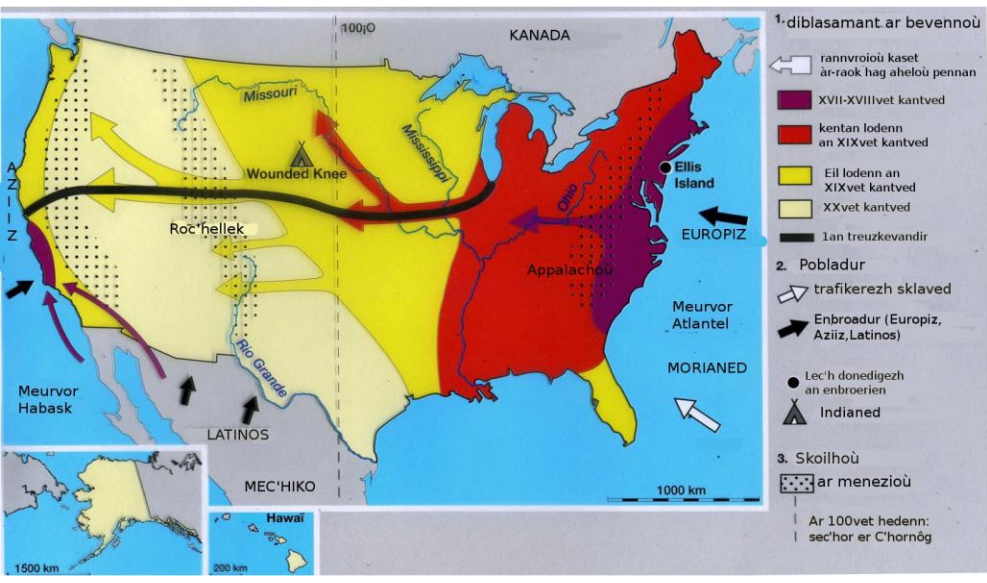 100¡O
KANADA
Missouri
Mississippi
Wounded Knee
Ellis
Island
Ohio
A
Z
I
I
Z
Roc'hellek
EUROPIZ
Appalachoù
Meurvor
Atlantel
Rio Grande
MORIANED
Meurvor
Habask
LATINOS
MEC'HIKO
1000 km
Hawaï
1500 km
200 km
1. diblasamant ar bevennoù
rannvroioù kaset
àr-raok hag aheloù pennan
XVII-XVIIIvet kantved
kentan lodenn
an XIXvet kantved
Eil lodenn an
XIXvet kantved
XXvet kantved
1an treuzkevandir
2. Pobladur
trafikerezh sklaved
Enbroadur (Europiz,
Aziiz,Latinos)
Lec'h donedigezh
an enbroerien
Indianed
3. Skoilhoù
ar menezioù
Ar 100vet hedenn:
sec'hor er C'hornôg